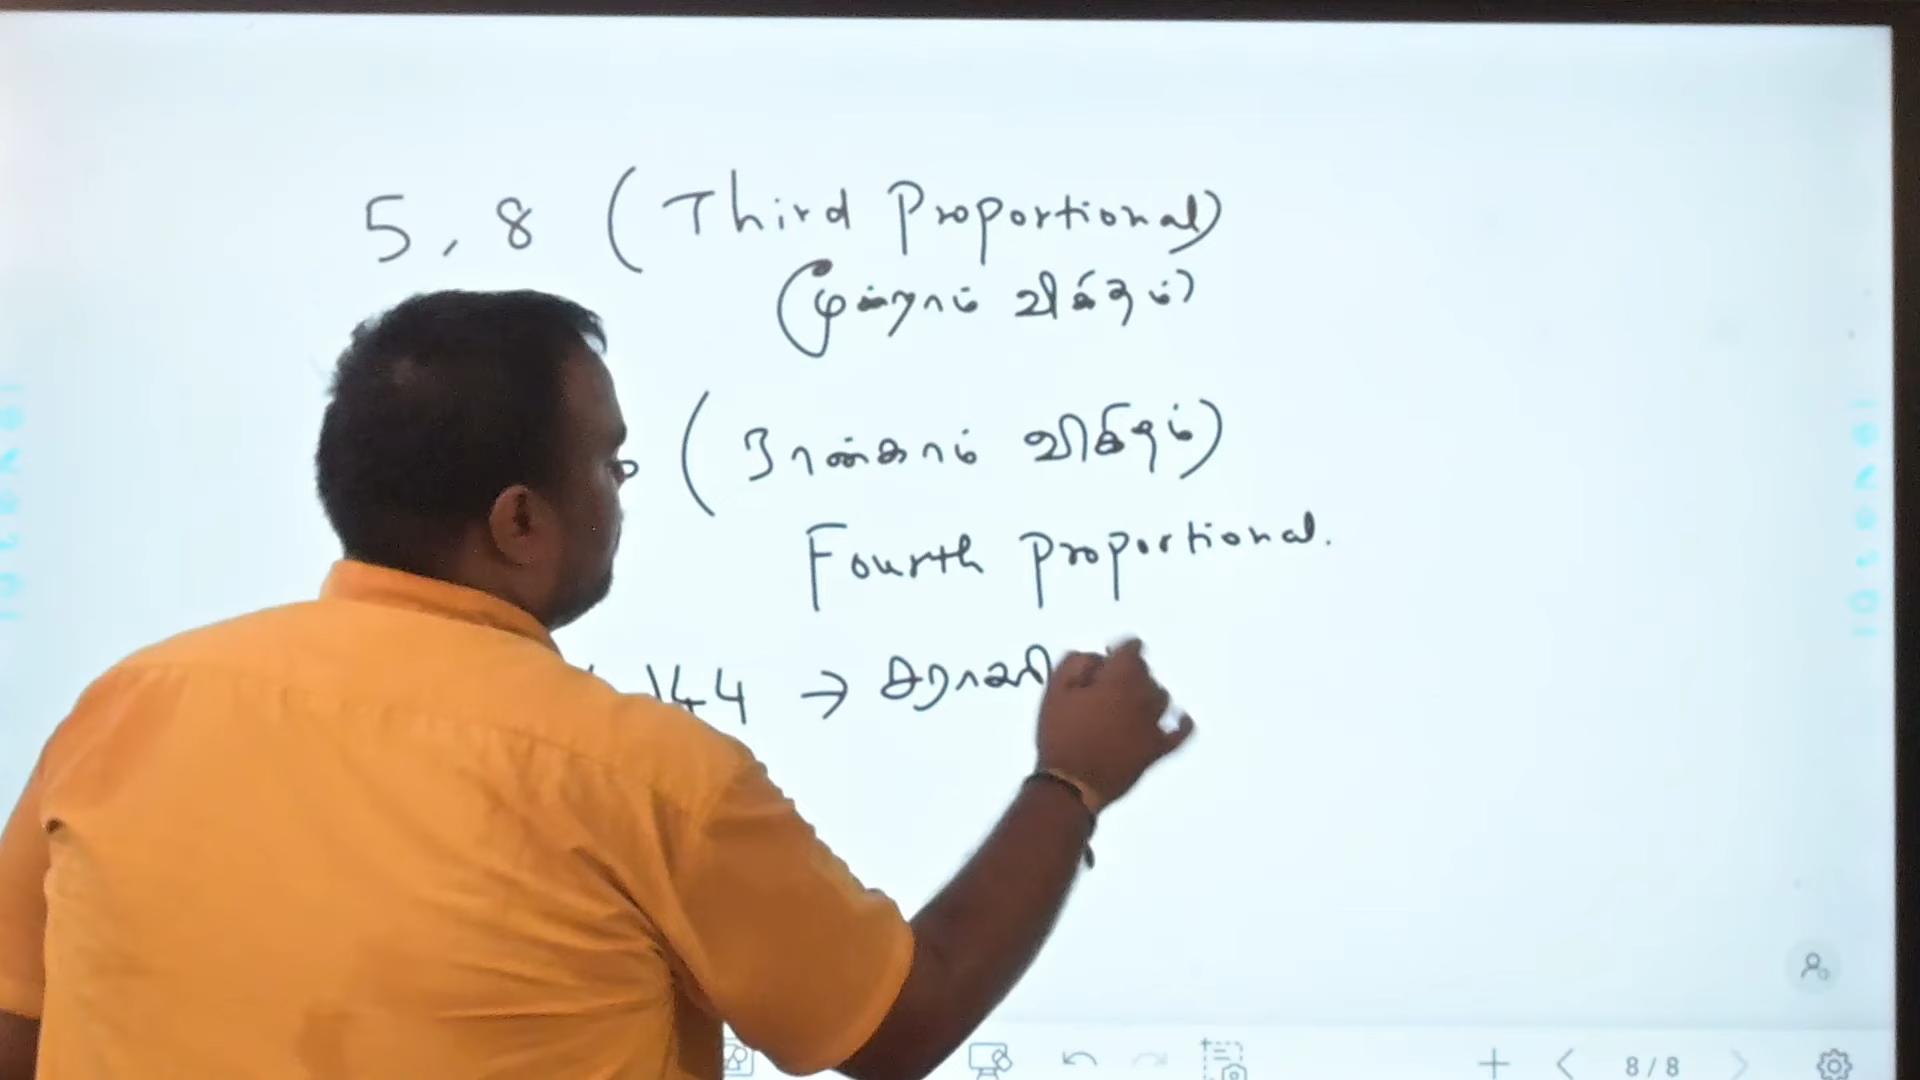 5, 8 (Third Proportional)
(மூன்றாம் விகிதம்)
(நான்காம் விகிதம்)
Fourth Proportional.
144 → சராசரி
8/8